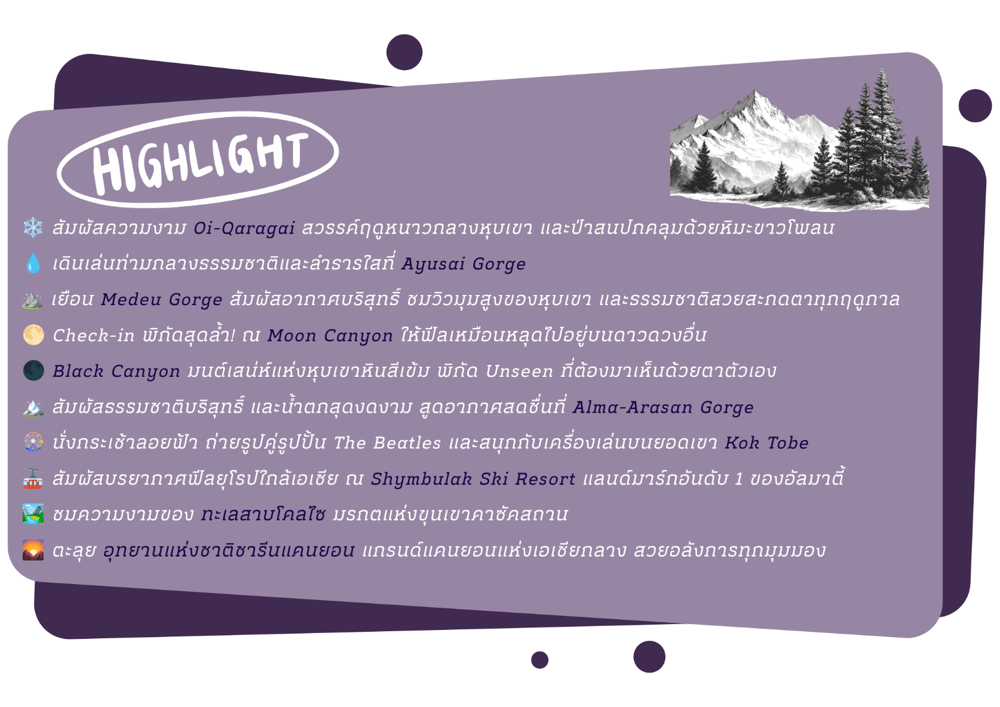 HIGHLIGHT
❄️ สัมผัสความงาม Oi-Qaragai สวรรค์ฤดูหนาวกลางหุบเขา และป่าสนปกคลุมด้วยหิมะขาวโพลน
💧 เดินเล่นท่ามกลางธรรมชาติและลำธารใสที่ Ayusai Gorge
⛰️ เยือน Medeu Gorge สัมผัสอากาศบริสุทธิ์ ชมวิวมุมสูงของหุบเขา และธรรมชาติสวยสะกดตาทุกฤดูกาล
🌕 Check-in พิกัดสุดล้ำ! ณ Moon Canyon ให้ฟีลเหมือนหลุดไปอยู่บนดาวดวงอื่น
🌑 Black Canyon มนต์เสน่ห์แห่งหุบเขาหินสีเข้ม พิกัด Unseen ที่ต้องมาเห็นด้วยตาตัวเอง
🏔️ สัมผัสธรรมชาติบริสุทธิ์ และน้ำตกสุดงดงาม สูดอากาศสดชื่นที่ Alma-Arasan Gorge
🎡 นั่งกระเช้าลอยฟ้า ถ่ายรูปคู่รูปปั้น The Beatles และสนุกกับเครื่องเล่นบนยอดเขา Kok Tobe
🚠 สัมผัสบรรยากาศฟีลยุโรปใกล้เอเชีย ณ Shymbulak Ski Resort แลนด์มาร์กอันดับ 1 ของอัลมาตี้
🏞️ ชมความงามของ ทะเลสาบโคลไซ มรกตแห่งขุนเขาคาซัคสถาน
🌄 ตะลุย อุทยานแห่งชาติชารีนแคนยอน แกรนด์แคนยอนแห่งเอเชียกลาง สวยอลังการทุกมุมมอง